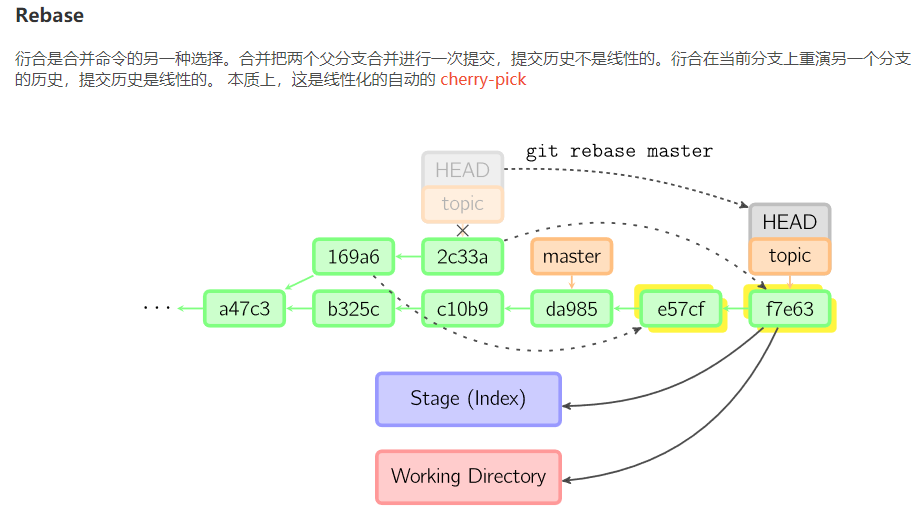 Rebase
衍合是合并命令的另一种选择。合并把两个父分支合并进行一次提交，提交历史不是线性的。衍合在当前分支上重演另一个分支
的历史，提交历史是线性的。 本质上，这是线性化的自动的 cherry-pick
git rebase master
HEAD
topic
HEAD
169a6
2c33a
master
topic
...
a47c3
b325c
c10b9
da985
e57cf
f7e63
Stage (Index)
Working Directory